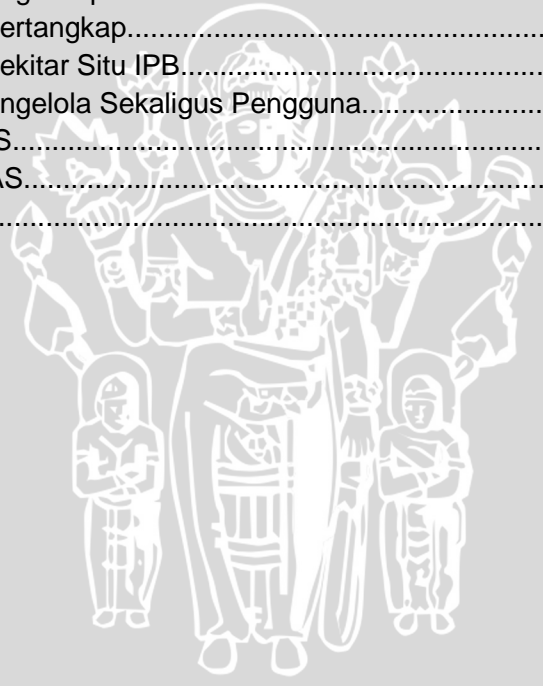 ertangkap..........................................................
ekitar Situ IPB..................................................
ngelola Sekaligus Pengguna.........................
S.......................................................................
AS.....................................................................
..........................................................................